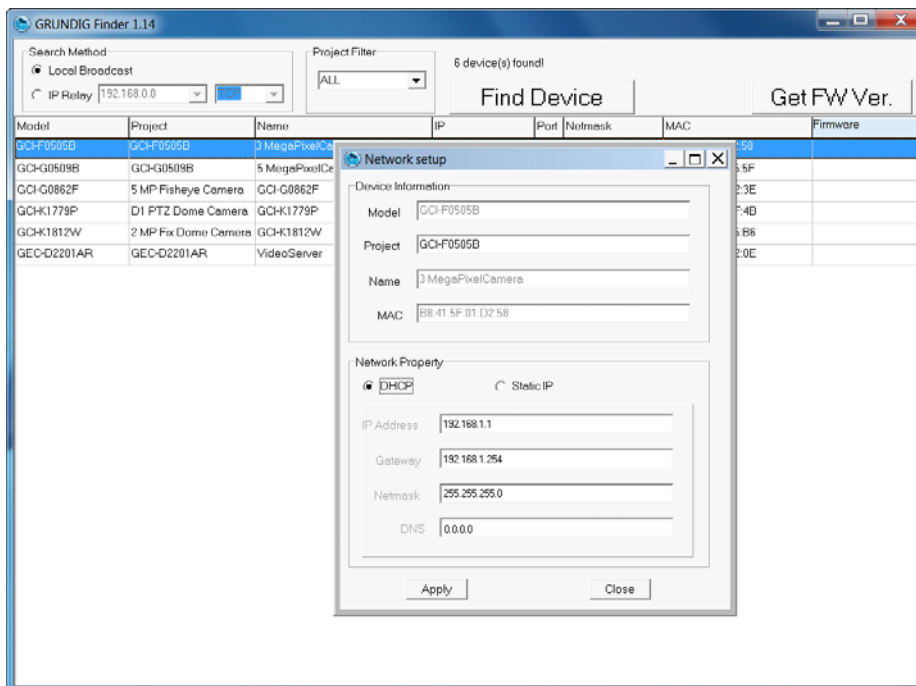 GRUNDIG Finder 1.14
Search Method
Local Broadcast
IP Relay 192.168.0.0
Project Filter
ALL
6 device(s) found!
Find Device
Get FW Ver.
Model Project Name IP Port Netmask MAC Firmware
GCI-F0505B GCI-F0505B 3 MegaPixelCa :58
GCI-G0509B GCI-G0509B 5 MegaPixelCa :5F
GCI-G0862F 5 MP Fisheye Camera GCI-G0862F :3E
GCI-K1779P D1 PTZ Dome Camera GCI-K1779P :4B
GCI-K1812W 2 MP Fix Dome Camera GCI-K1812W :B6
GEC-D2201AR GEC-D2201AR VideoServer :0E
Network setup
Device Information
Model GCI-F0505B
Project GCI-F0505B
Name 3 MegaPixelCamera
MAC B8:41:5F:01:D2:58
Network Property
DHCP Static IP
IP Address 192.168.1.1
Gateway 192.168.1.254
Netmask 255.255.255.0
DNS 0.0.0.0
Apply Close